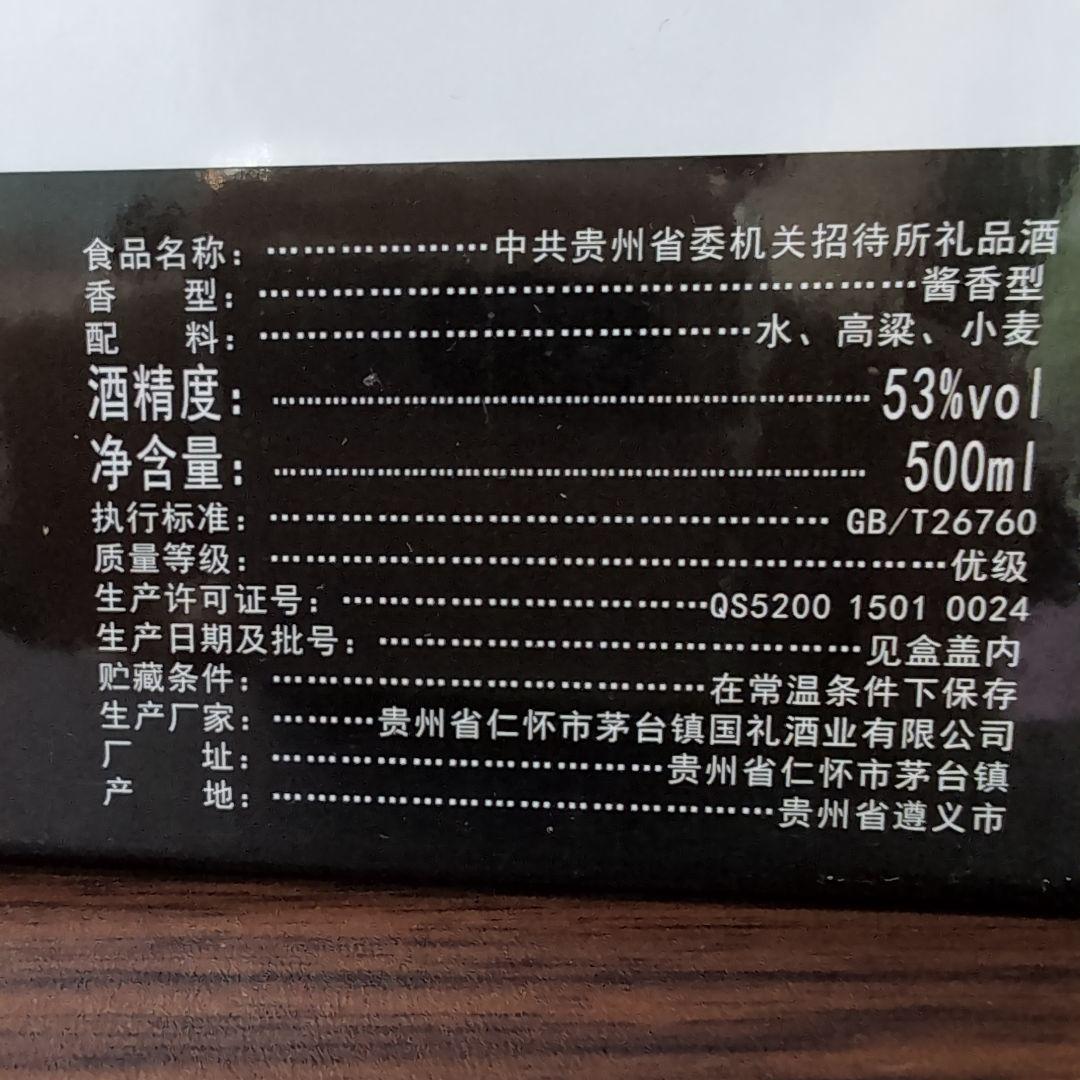 食品名称:………………中共贵州省委机关招待所礼品酒
香型:………………………………………………酱香型
配料:…………………………………水、高粱、小麦
酒精度:………………………………………53%vol
净含量:……………………………………… 500ml
执行标准:……………………………………… GB/T26760
质量等级:………………………………………………优级
生产许可证号:…………………………QS5200 1501 0024
生产日期及批号:…………………………………见盒盖内
贮藏条件:………………………………在常温条件下保存
生产厂家:………贵州省仁怀市茅台镇国礼酒业有限公司
厂址:……………………………贵州省仁怀市茅台镇
产地:……………………………………贵州省遵义市